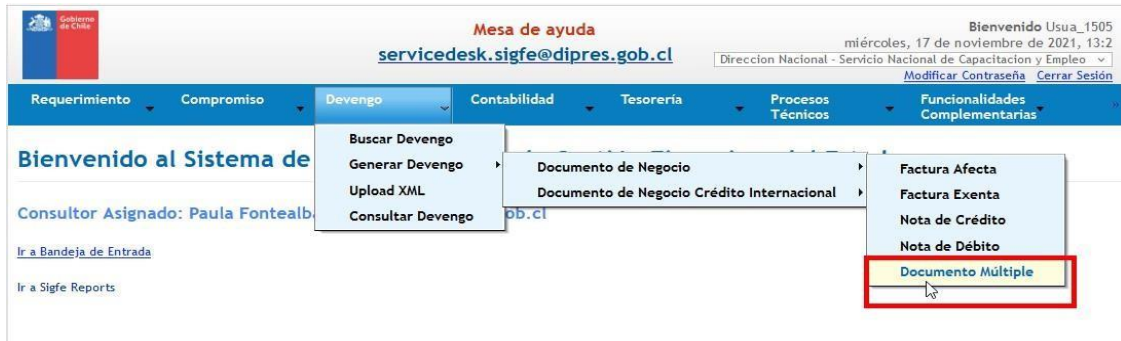 Gobierno
de Chile
Mesa de ayuda
servicedesk.sigfe@dipres.gob.cl
Bienvenido Usua_1505
miércoles, 17 de noviembre de 2021, 13:2
Direccion Nacional - Servicio Nacional de Capacitacion y Empleo
Modificar Contraseña Cerrar Sesión
Requerimiento
Compromiso
Devengo
Contabilidad
Tesorería
Procesos
Técnicos
Funcionalidades
Complementarias
»
Buscar Devengo
Generar Devengo
Upload XML
Consultar Devengo
Documento de Negocio
Documento de Negocio Crédito Internacional
Factura Afecta
Factura Exenta
Nota de Crédito
Nota de Débito
Documento Múltiple
Bienvenido al Sistema de
Consultor Asignado: Paula Fontealb
ob.cl
Ir a Bandeja de Entrada
Ir a Sigfe Reports